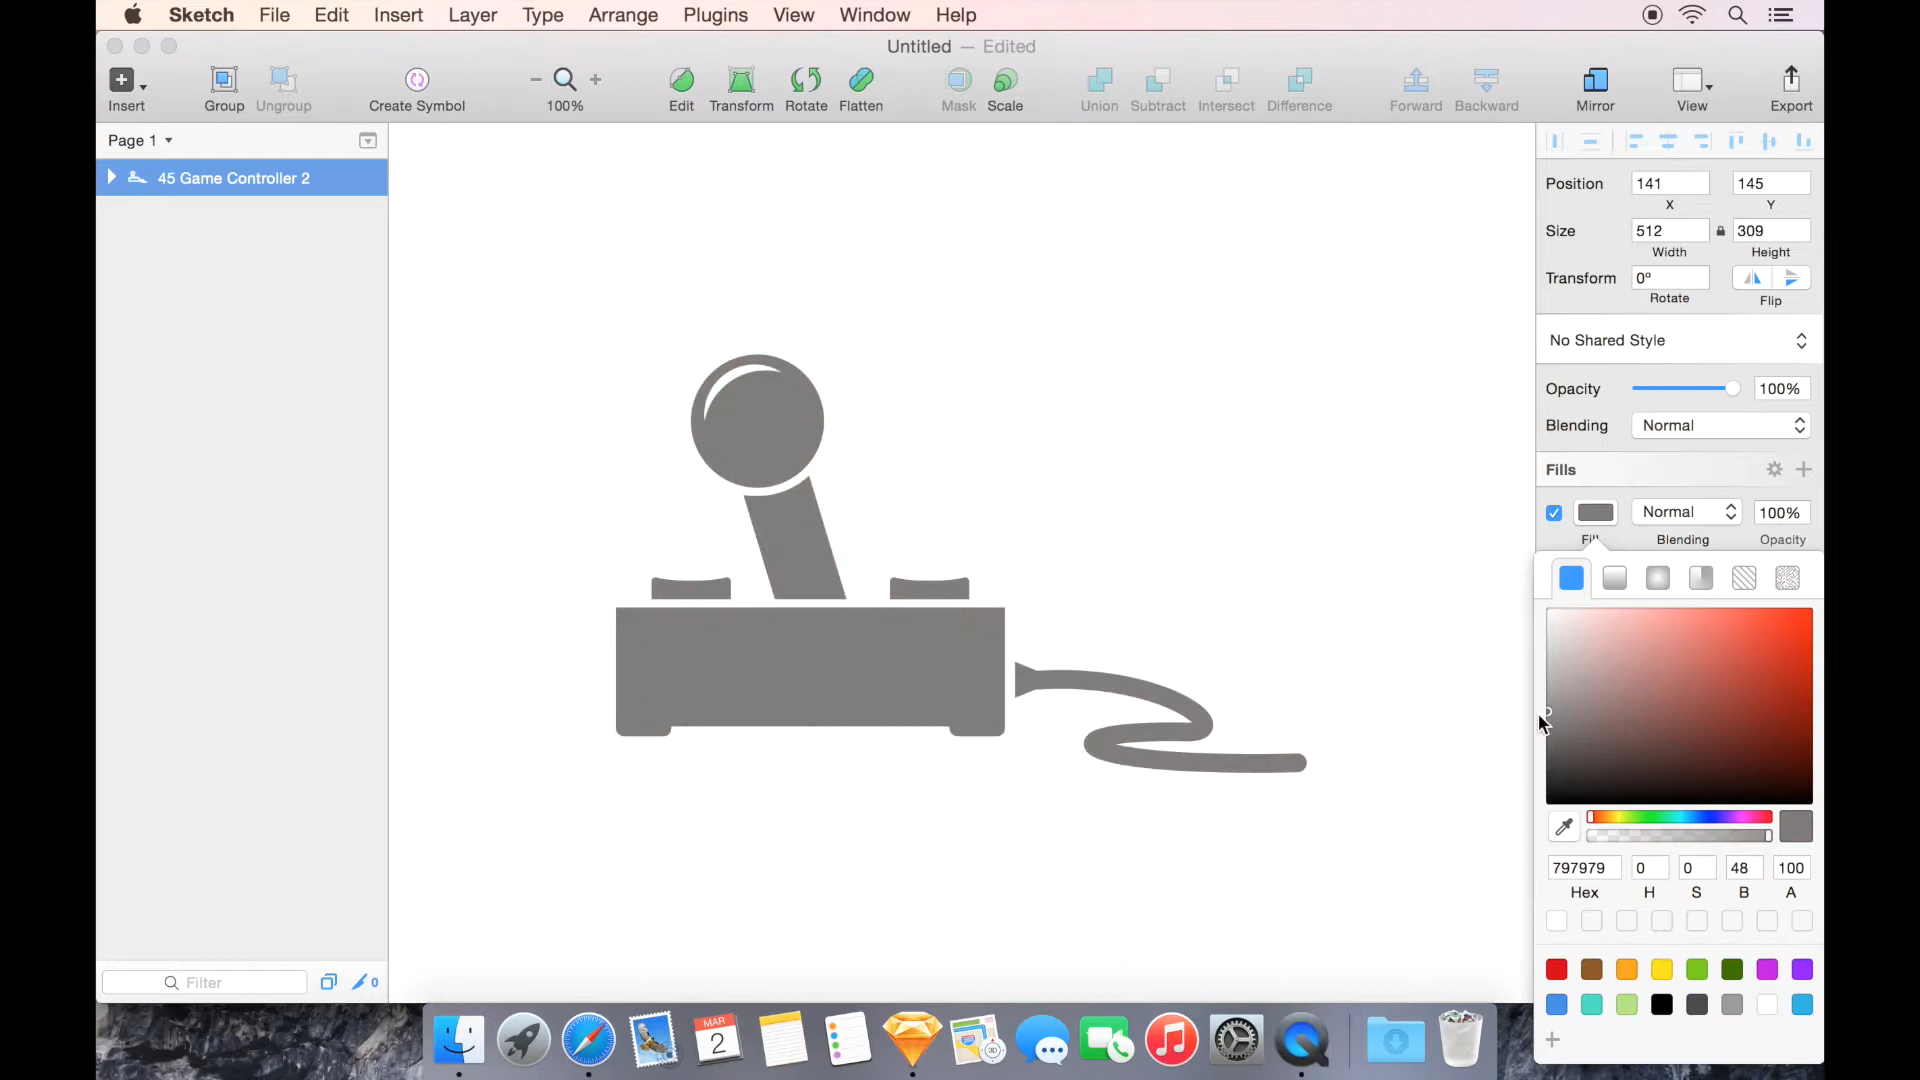 Sketch File Edit Insert Layer Type Arrange Plugins View Window Help
Untitled — Edited
Insert Group Ungroup Create Symbol 100% Edit Transform Rotate Flatten Mask Scale Union Subtract Intersect Difference Forward Backward Mirror View Export
Page 1
45 Game Controller 2
Position 141 145
X Y
Size 512 309
Width Height
Transform 0º
Rotate Flip
No Shared Style
Opacity 100%
Blending Normal
Fills
Normal 100%
Fill Blending Opacity
797979 0 0 48 100
Hex H S B A
Filter 0
MAR
2
3D